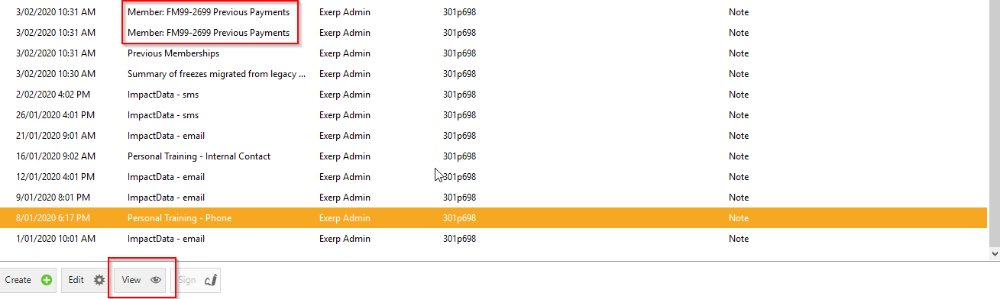 3/02/2020 10:31 AM Member: FM99-2699 Previous Payments Exerp Admin 301p698 Note
3/02/2020 10:31 AM Member: FM99-2699 Previous Payments Exerp Admin 301p698 Note
3/02/2020 10:31 AM Previous Memberships Exerp Admin 301p698 Note
3/02/2020 10:30 AM Summary of freezes migrated from legacy ... Exerp Admin 301p698 Note
2/02/2020 4:02 PM ImpactData - sms Exerp Admin 301p698 Note
26/01/2020 4:01 PM ImpactData - sms Exerp Admin 301p698 Note
21/01/2020 9:01 AM ImpactData - email Exerp Admin 301p698 Note
16/01/2020 9:02 AM Personal Training - Internal Contact Exerp Admin 301p698 Note
12/01/2020 4:01 PM ImpactData - email Exerp Admin 301p698 Note
9/01/2020 8:01 PM ImpactData - email Exerp Admin 301p698 Note
8/01/2020 6:17 PM Personal Training - Phone Exerp Admin 301p698 Note
1/01/2020 10:01 AM ImpactData - email Exerp Admin 301p698 Note
Create Edit View Sign